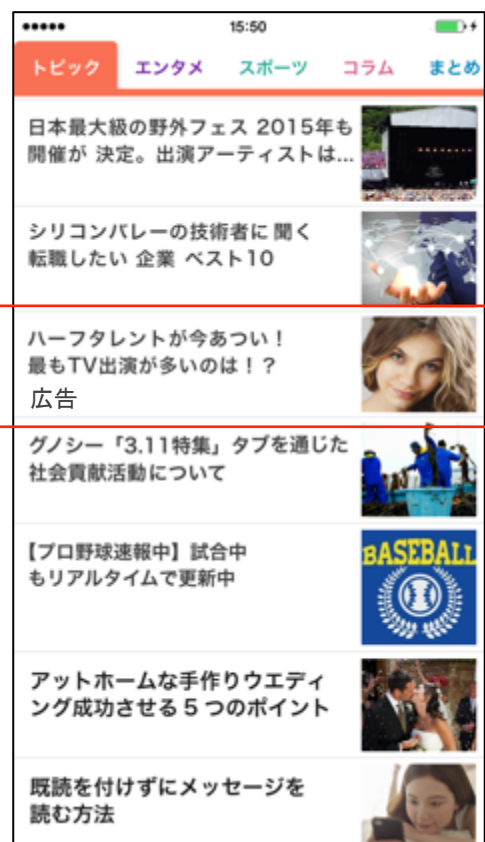 15:50
トピック エンタメ スポーツ コラム まとめ
日本最大級の野外フェス 2015年も
開催が 決定。出演アーティストは...
シリコンバレーの技術者に 聞く
転職したい 企業 ベスト10
ハーフタレントが今あつい！
最もTV出演が多いのは！？
広告
グノシー「3.11特集」タブを通じた
社会貢献活動について
【プロ野球速報中】試合中
もリアルタイムで更新中
BASEBALL
アットホームな手作りウエディ
ング成功させる５つのポイント
既読を付けずにメッセージを
読む方法